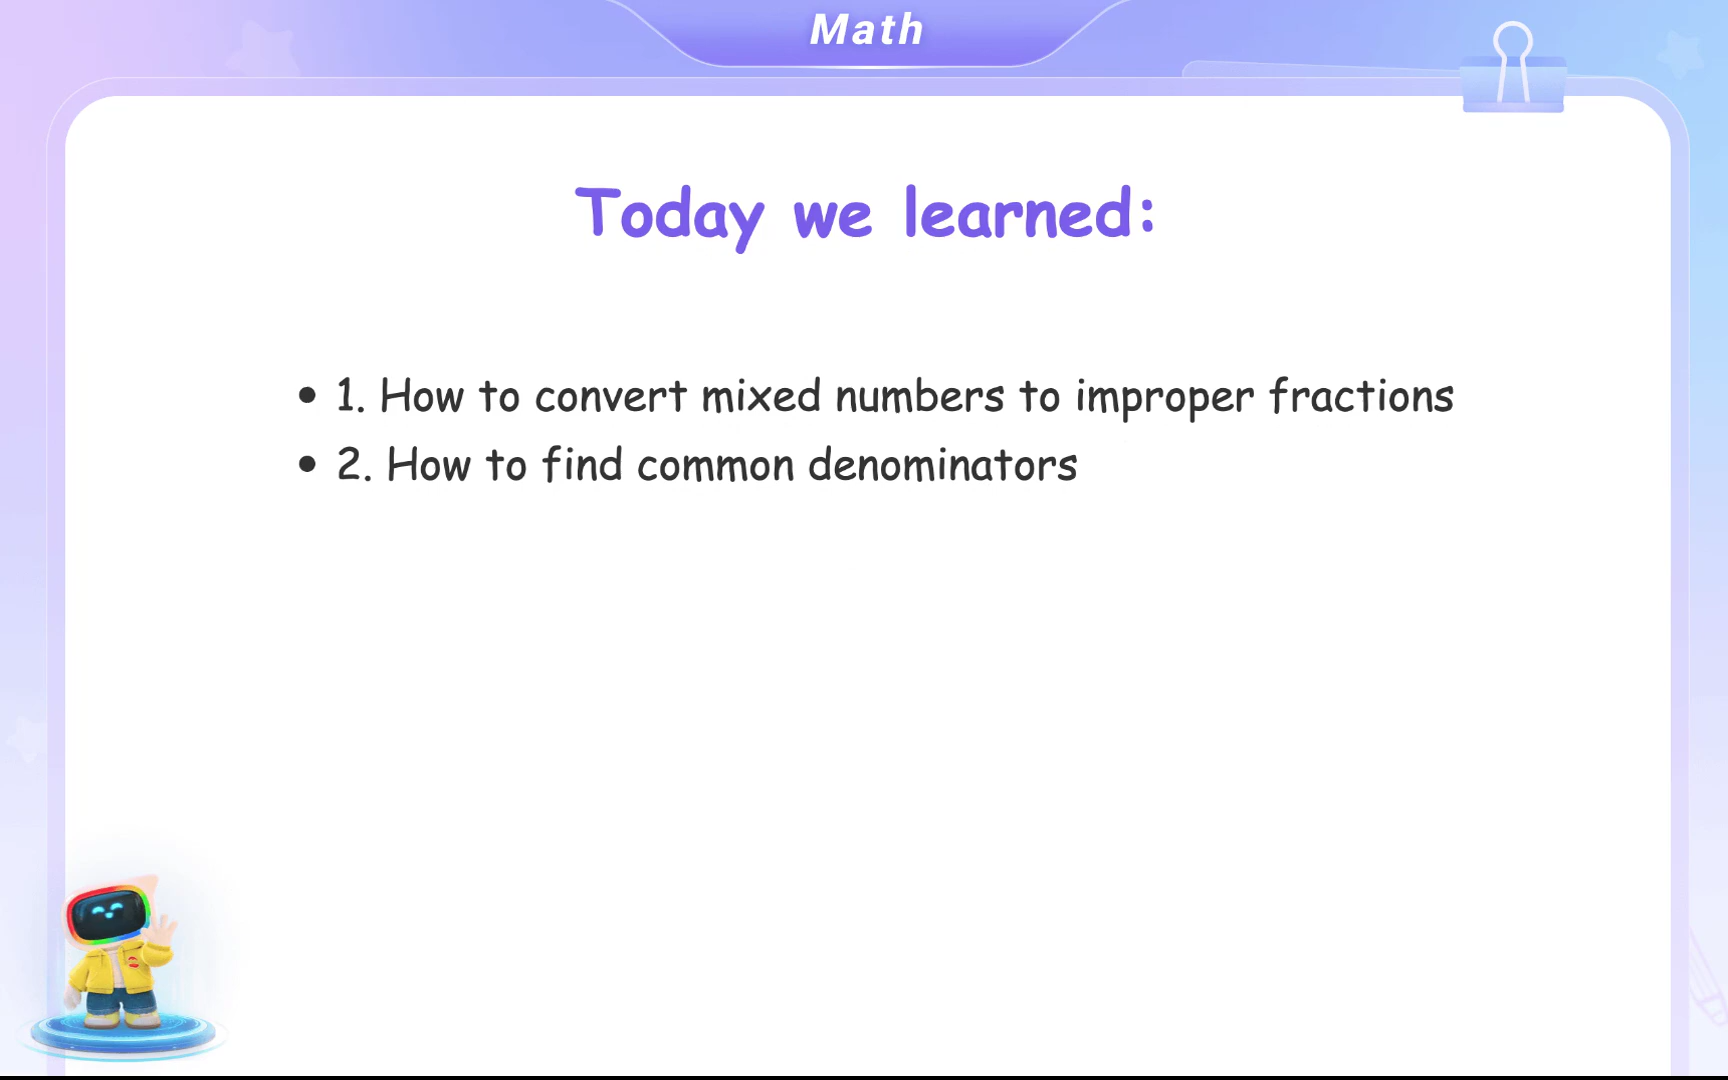 Math
Today we learned:
• 1. How to convert mixed numbers to improper fractions
• 2. How to find common denominators